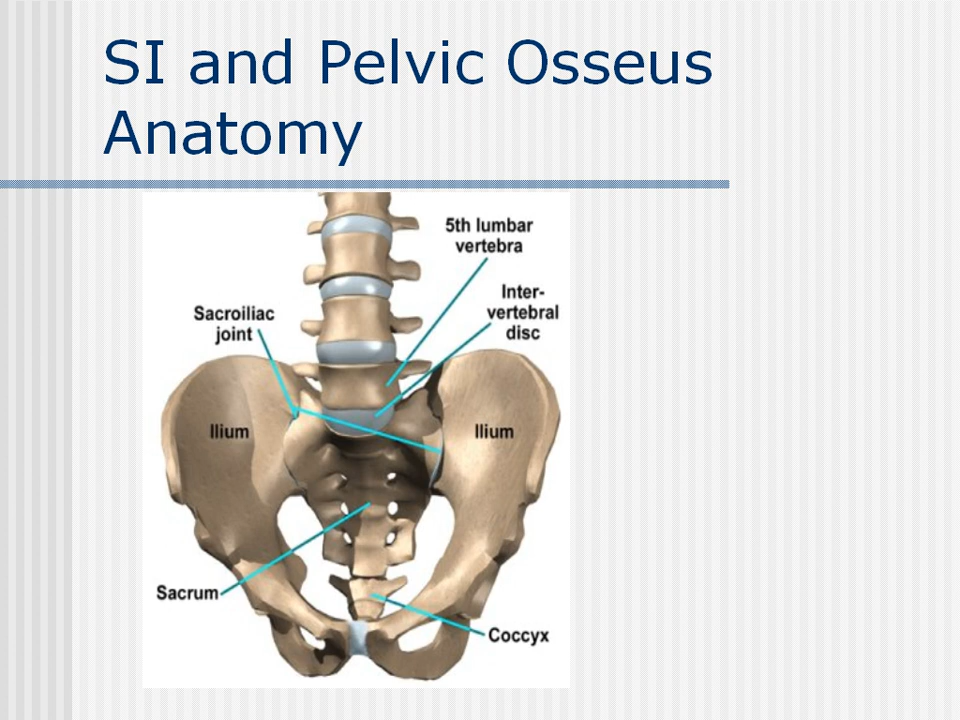 SI and Pelvic Osseus
Anatomy
5th lumbar
vertebra
Inter-
vertebral
disc
Sacroiliac
joint
Ilium
Ilium
Sacrum
Coccyx